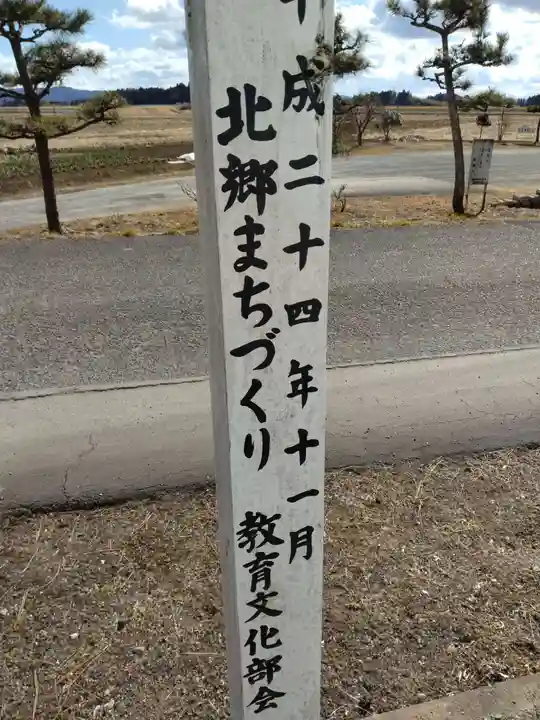 平成二十四年十一月
北郷まちづくり 教育文化部会